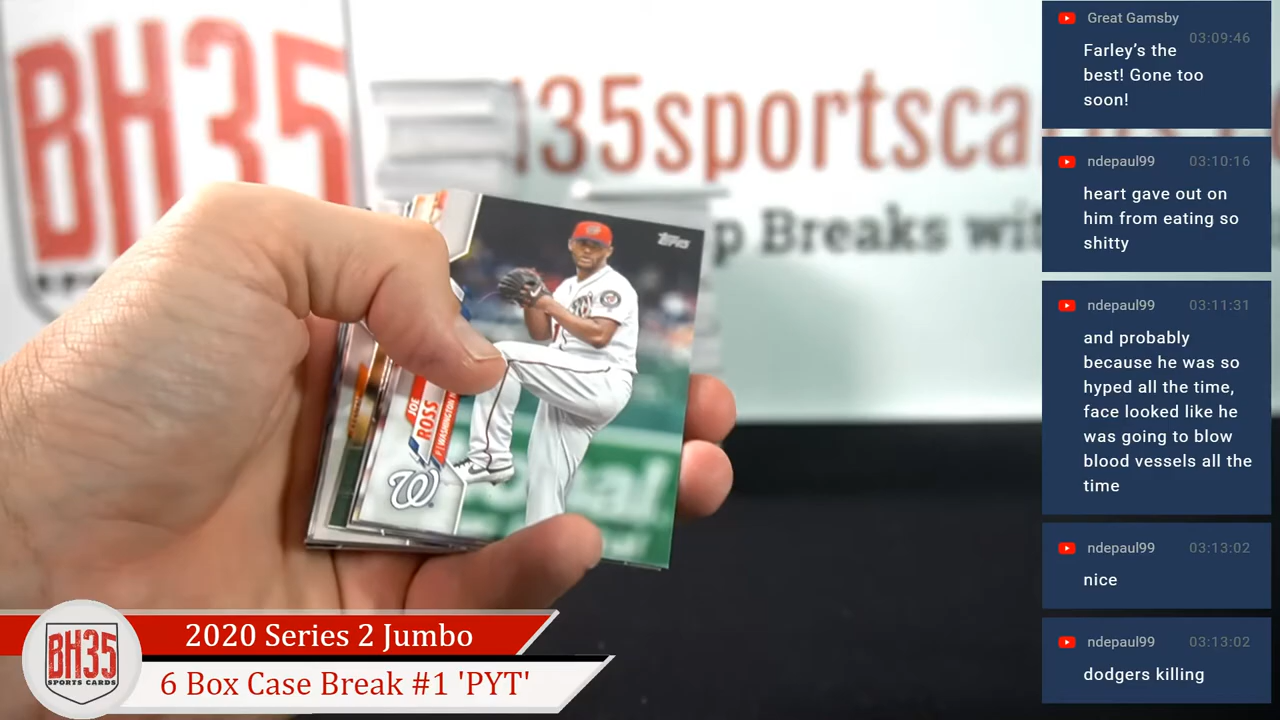 BH35
135sportsca
p Breaks wit
Topps
JOE
ROSS
P | WASHINGTON
W
Great Gamsby
03:09:46
Farley’s the
best! Gone too
soon!
ndepaul99 03:10:16
heart gave out on
him from eating so
shitty
ndepaul99 03:11:31
and probably
because he was so
hyped all the time,
face looked like he
was going to blow
blood vessels all the
time
ndepaul99 03:13:02
nice
ndepaul99 03:13:02
dodgers killing
BH35
SPORTS CARDS
2020 Series 2 Jumbo
6 Box Case Break #1 'PYT'